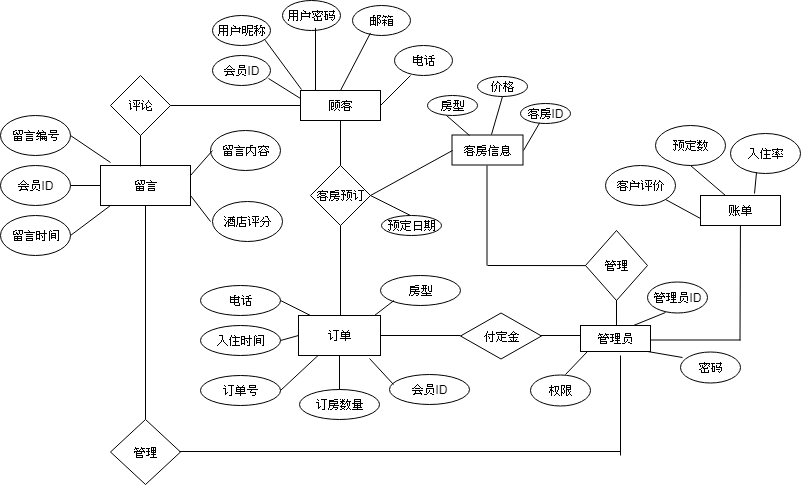 用户密码
用户昵称
邮箱
会员ID
电话
评论
顾客
价格
房型
客房ID
留言编号
留言内容
客房信息
预定数
入住率
会员ID
留言
客房预订
客户评价
账单
留言时间
酒店评分
预定日期
管理
电话
房型
管理员ID
入住时间
订单
付定金
管理员
密码
订单号
订房数量
会员ID
权限
管理